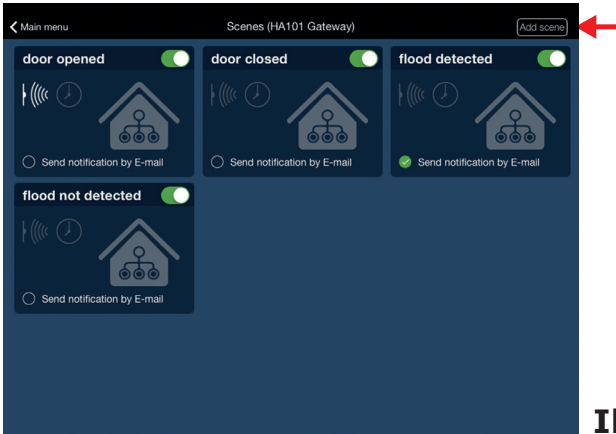 Main menu
Scenes (HA101 Gateway)
Add scene
door opened
Send notification by E-mail
door closed
Send notification by E-mail
flood detected
Send notification by E-mail
flood not detected
Send notification by E-mail